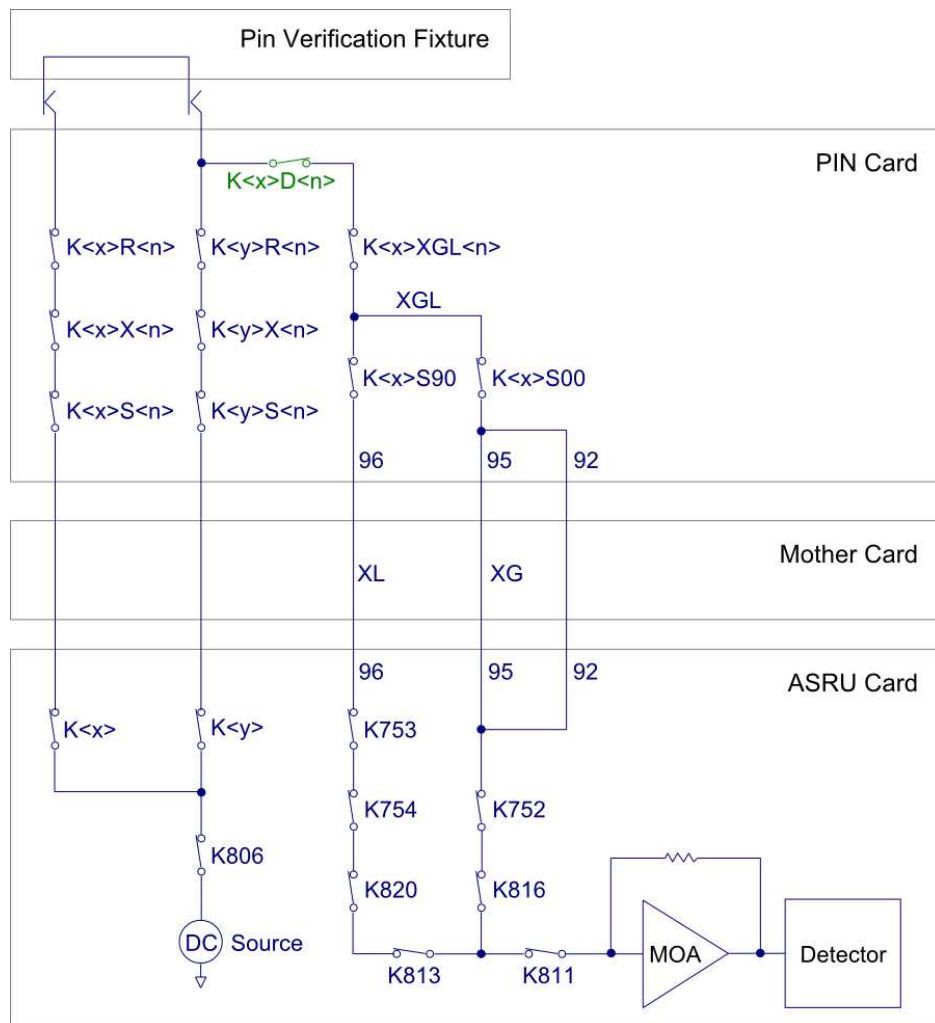 Pin Verification Fixture
PIN Card
K<x>D<n>
K<x>R<n>
K<y>R<n>
K<x>XGL<n>
XGL
K<x>X<n>
K<y>X<n>
K<x>S90
K<x>S00
K<x>S<n>
K<y>S<n>
96
95
92
Mother Card
XL
XG
96
95
92
ASRU Card
K<x>
K<y>
K753
K754
K752
K806
K820
K816
DC
Source
K813
K811
MOA
Detector